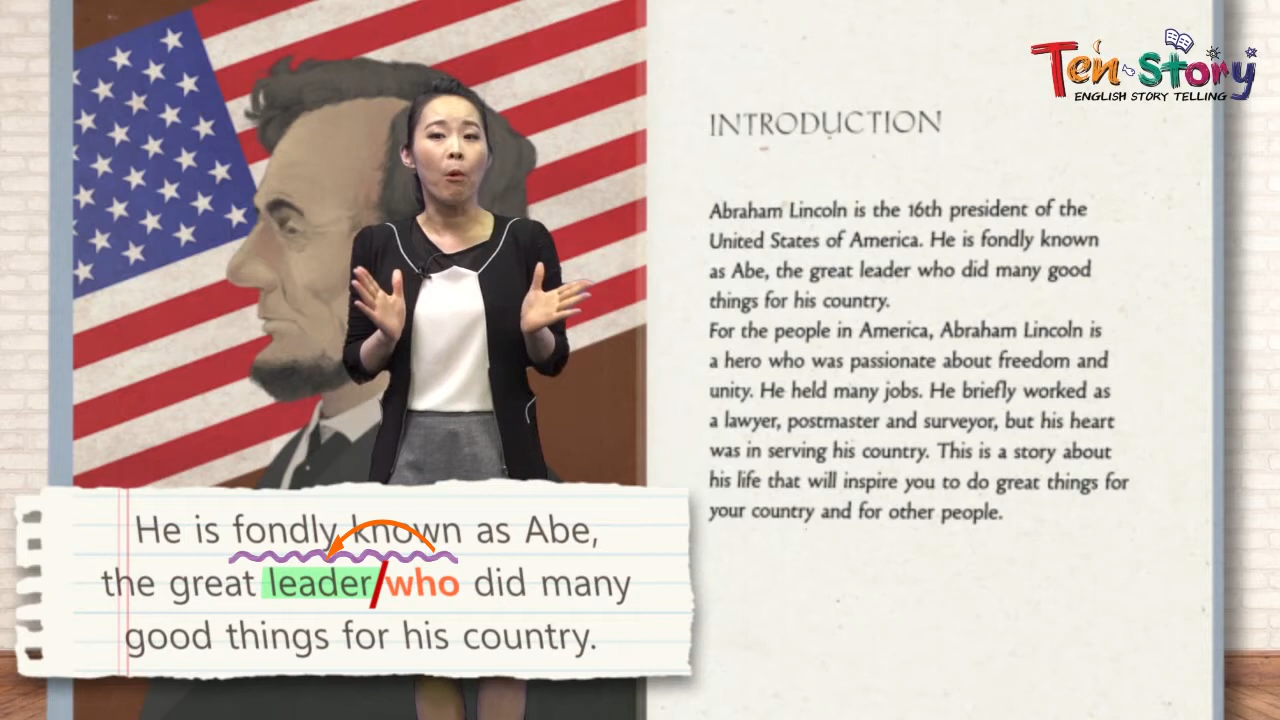 Ten Story
ENGLISH STORY TELLING
INTRODUCTION
Abraham Lincoln is the 16th president of the
United States of America. He is fondly known
as Abe, the great leader who did many good
things for his country.
For the people in America, Abraham Lincoln is
a hero who was passionate about freedom and
unity. He held many jobs. He briefly worked as
a lawyer, postmaster and surveyor, but his heart
was in serving his country. This is a story about
his life that will inspire you to do great things for
your country and for other people.
He is fondly known as Abe,
the great leader/who did many
good things for his country.